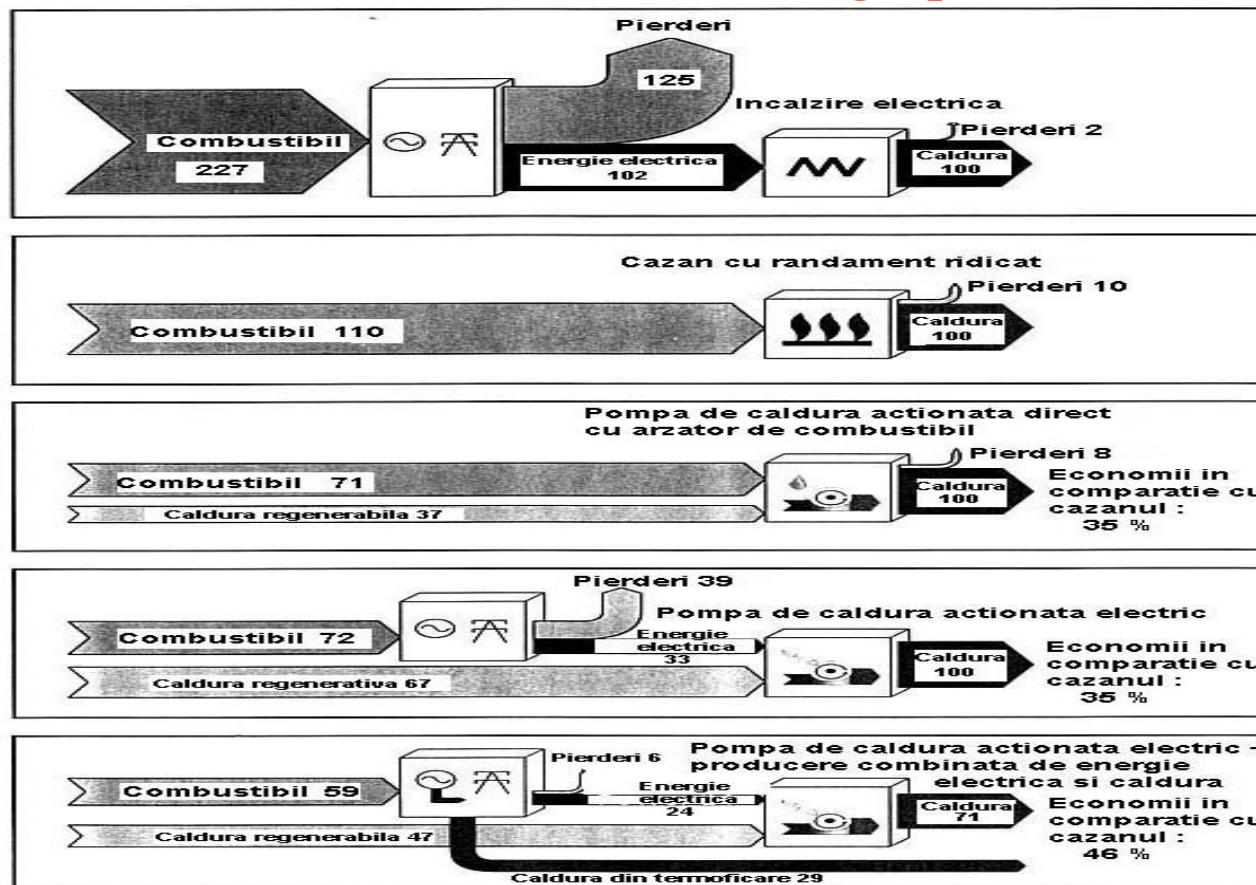 Pierderi
125
Incalzire electrica
Combustibil
227
Energie electrica
102
Pierderi 2
Caldura
100
Cazan cu randament ridicat
Pierderi 10
Combustibil 110
Caldura
100
Pompa de caldura actionata direct
cu arzator de combustibil
Pierderi 8
Combustibil 71
Caldura regenerabila 37
Caldura
100
Economii in
comparatie cu
cazanul :
35 %
Pierderi 39
Pompa de caldura actionata electric
Combustibil 72
Energie
electrica
33
Caldura regenerativa 67
Caldura
100
Economii in
comparatie cu
cazanul :
35 %
Pompa de caldura actionata electric -
producere combinata de energie
electrica si caldura
Pierderi 6
Combustibil 59
Energie
electrica
24
Caldura regenerabila 47
Caldura
71
Economii in
comparatie cu
cazanul :
46 %
Caldura din termoficare 29